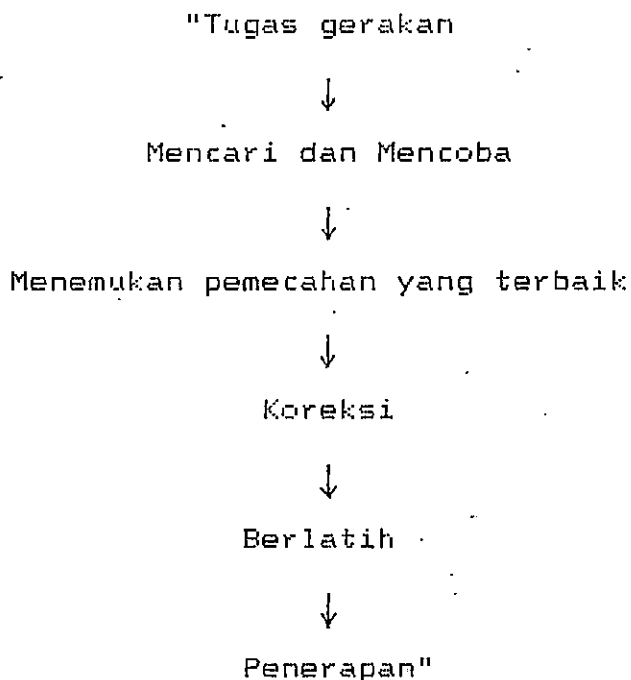 "Tugas gerakan
↓
Mencari dan Mencoba
↓
Menemukan pemecahan yang terbaik
↓
Koreksi
↓
Berlatih
↓
Penerapan"